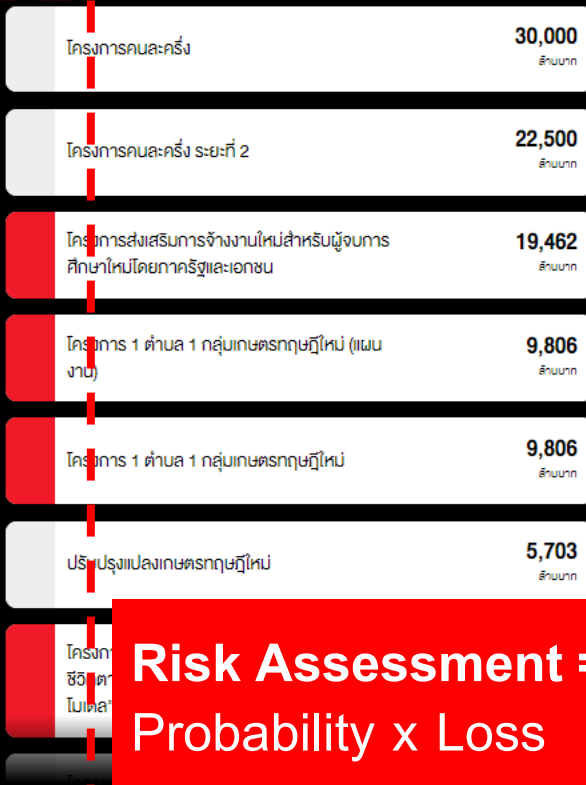 โครงการคนละครึ่ง
30,000
ล้านบาท
โครงการคนละครึ่ง ระยะที่ 2
22,500
ล้านบาท
โครงการส่งเสริมการจ้างงานใหม่สำหรับผู้จบการ
ศึกษาใหม่โดยภาครัฐและเอกชน
19,462
ล้านบาท
โครงการ 1 ตำบล 1 กลุ่มเกษตรทฤษฎีใหม่ (แผน
งาน)
9,806
ล้านบาท
โครงการ 1 ตำบล 1 กลุ่มเกษตรทฤษฎีใหม่
9,806
ล้านบาท
ปรับปรุงแปลงเกษตรทฤษฎีใหม่
5,703
ล้านบาท
โมเดล"
Risk Assessment =
Probability x Loss